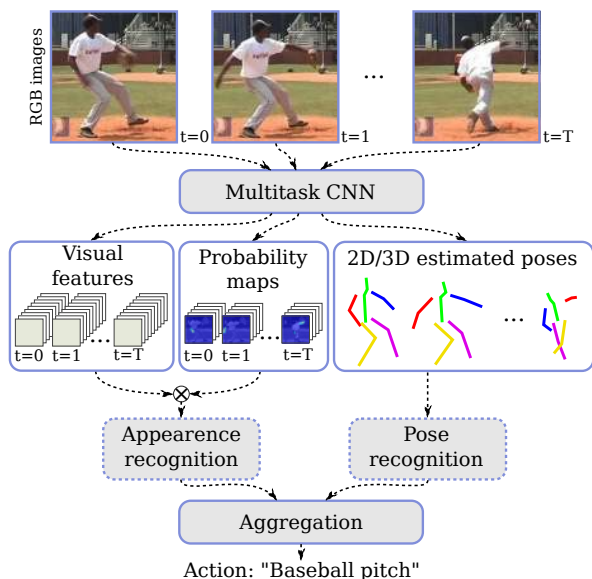 RGB images
t=0
t=1
...
t=T
Multitask CNN
Visual
features
t=0
t=1
...
t=T
Probability
maps
t=0
t=1
...
t=T
2D/3D estimated poses
...
Appearence
recognition
Pose
recognition
Aggregation
Action: "Baseball pitch"